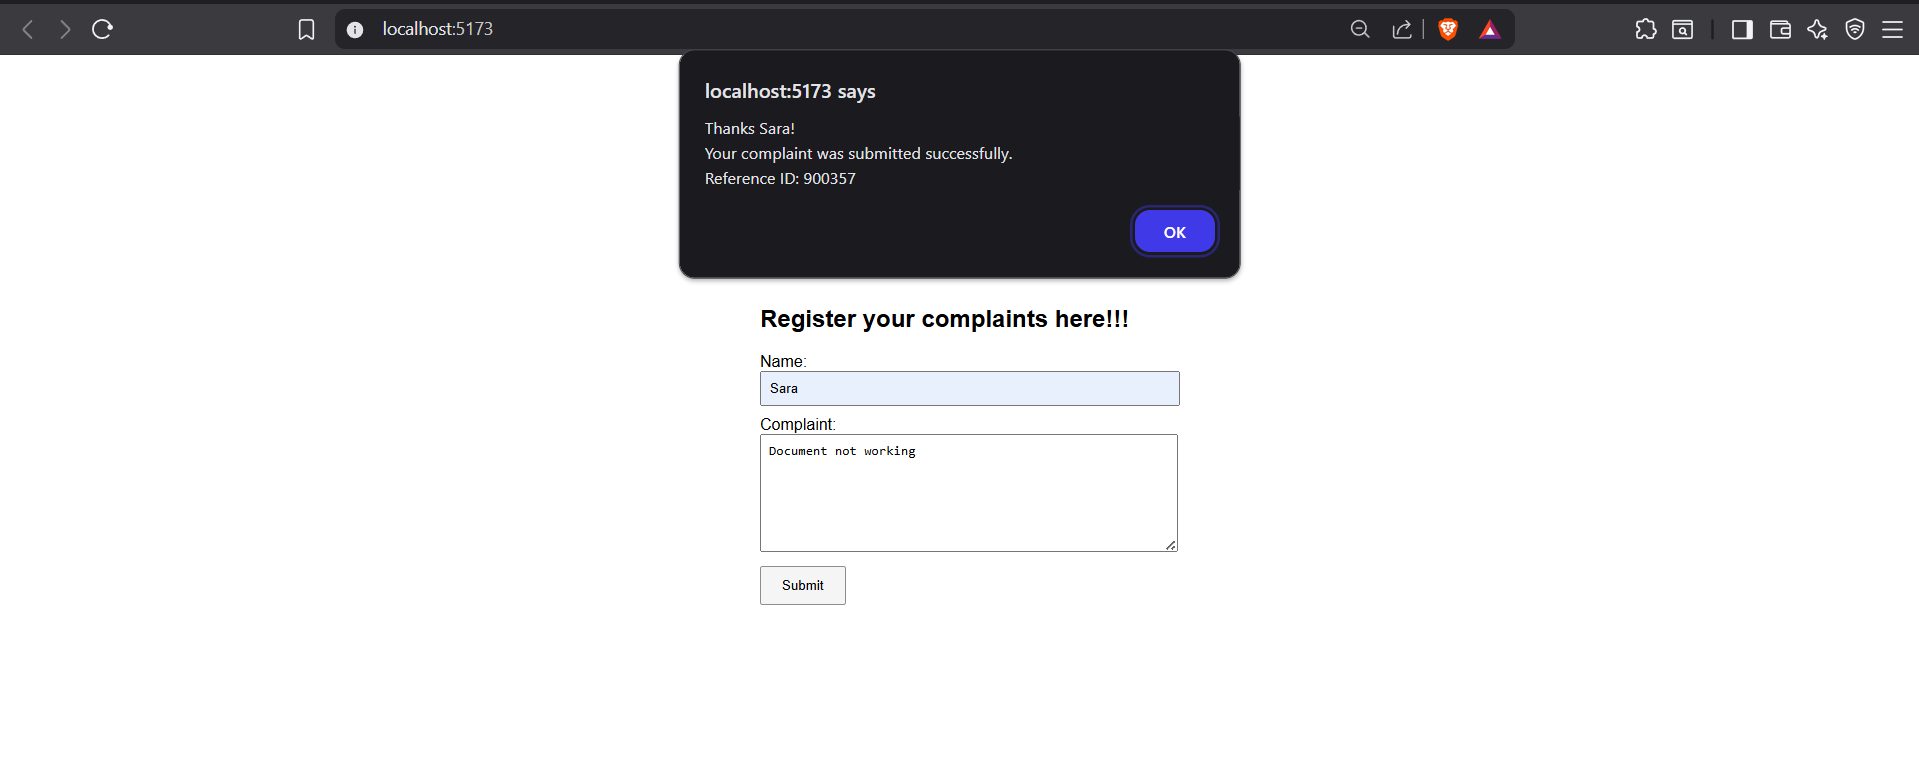 localhost:5173
localhost:5173 says
Thanks Sara!
Your complaint was submitted successfully.
Reference ID: 900357
OK
Register your complaints here!!!
Name:
Sara
Complaint:
Document not working
Submit